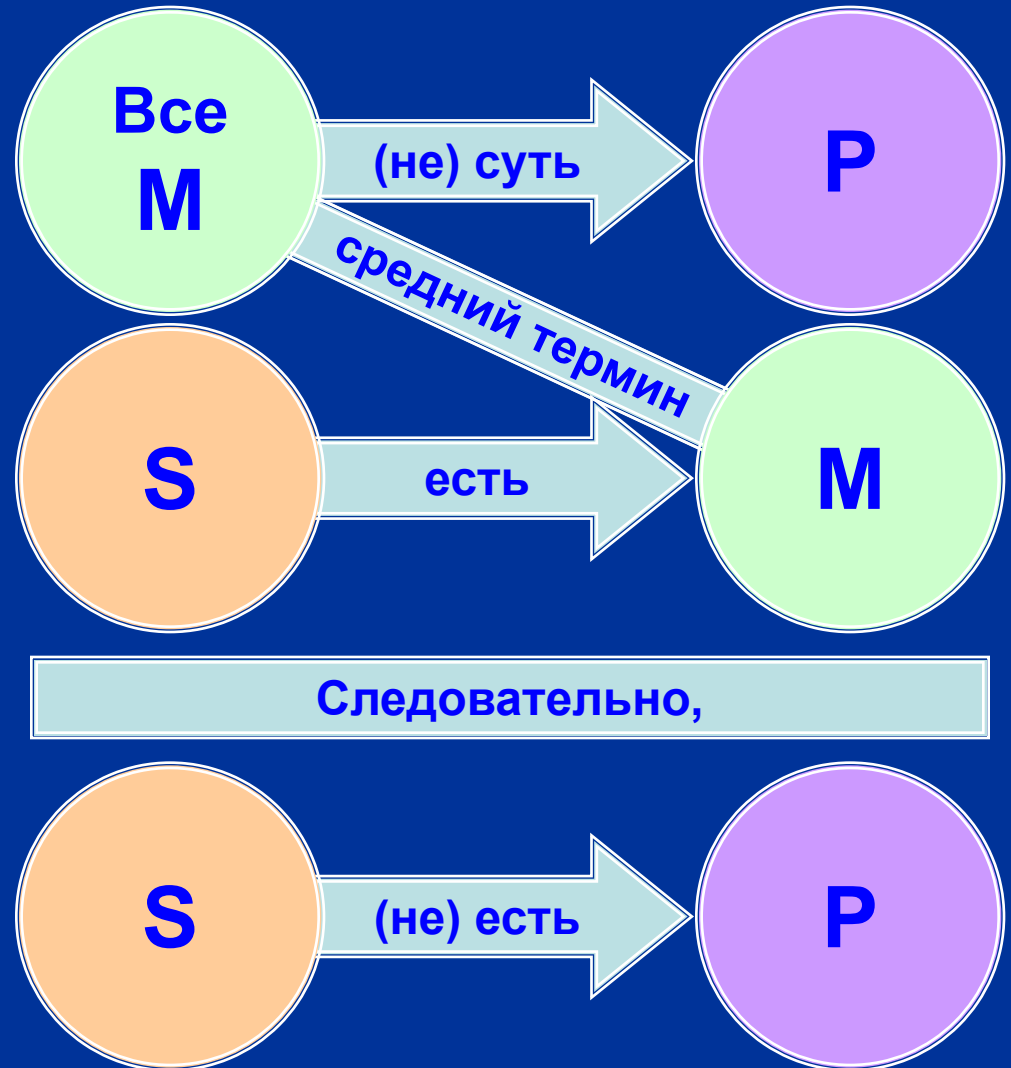 Все
М
(не) суть
Р
средний термин
S
есть
М
Следовательно,
S
(не) есть
Р